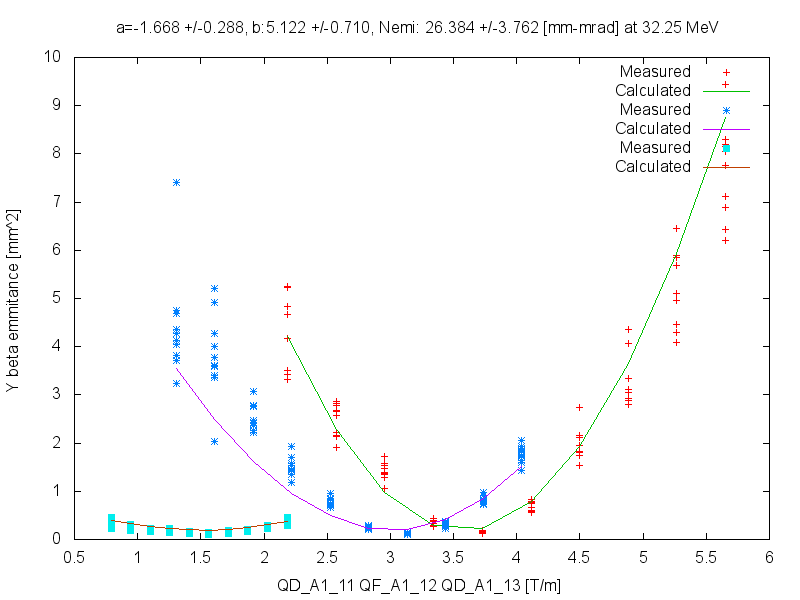 a=-1.668 +/-0.288, b:5.122 +/-0.710, Nemi: 26.384 +/-3.762 [mm-mrad] at 32.25 MeV
10
9
8
7
6
5
4
3
2
1
0
Y beta emmitance [mm^2]
Measured
Calculated
Measured
Calculated
Measured
Calculated
0.5 1 1.5 2 2.5 3 3.5 4 4.5 5 5.5 6
QD_A1_11 QF_A1_12 QD_A1_13 [T/m]